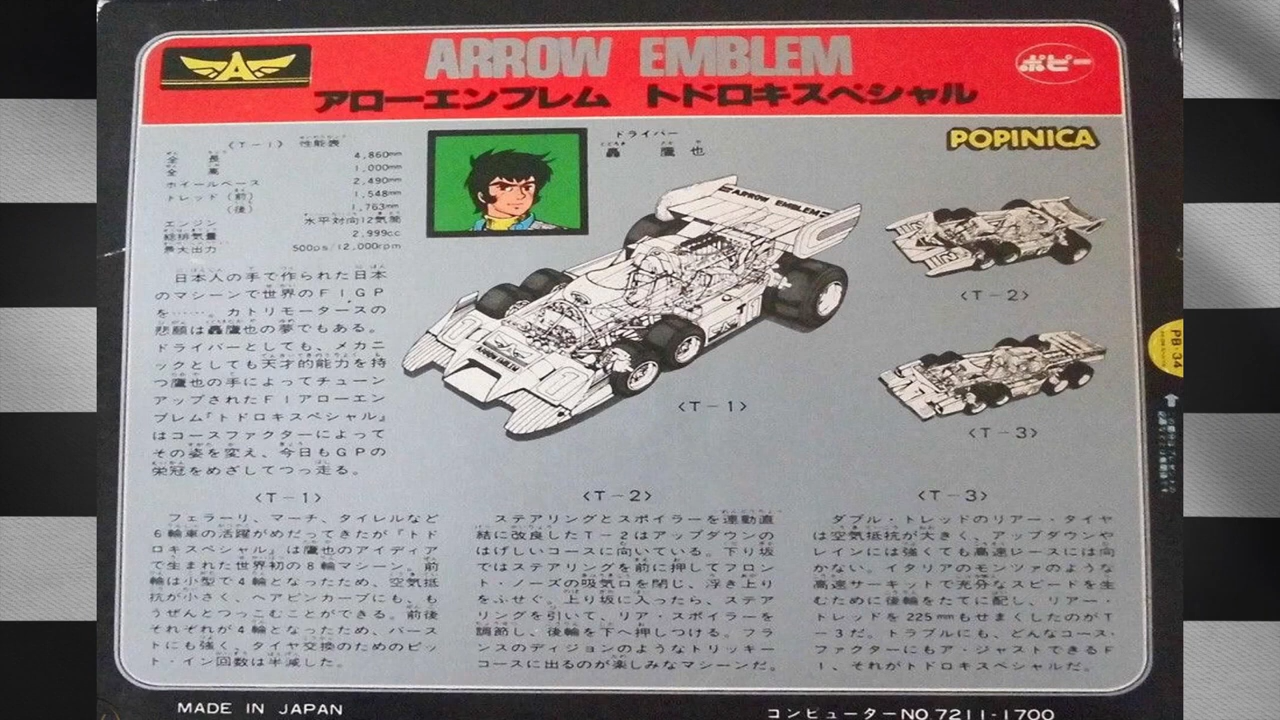 A
ARROW EMBLEM
ポピー
アローエンブレム トドロキスペシャル
POPINICA
〈T-1〉 性能表
全長 4,860mm
全高 1,000mm
ホイールベース 2,490mm
トレッド(前) 1,548mm
(後) 1,763mm
エンジン 水平対向12気筒
総排気量 2,999cc
最大出力 500ps/12,000rpm
ドライバー
轟 鷹也
日本人の手で作られた日本
のマシーンで世界のF1GP
を……。カトリモータースの
悲願は轟鷹也の夢でもある。
ドライバーとしても、メカニ
ックとしても天才的能力を持
つ鷹也の手によってチューン
アップされたF1アローエン
ブレム『トドロキスペシャル』
はコースファクターによって
その姿を変え、今日もGPの
栄冠をめざしてつっ走る。
ARROW EMBLEM
ARROW EMBLEM
〈T-1〉
〈T-2〉
〈T-3〉
PB-34
〈T-1〉
フェラーリ、マーチ、タイレルなど
6輪車の活躍がめだってきたが『トド
ロキスペシャル』は鷹也のアイディア
で生まれた世界初の8輪マシーン。前
輪は小型で4輪となったため、空気抵
抗が小さく、ヘアピンカーブにも、も
うぜんとつっこむことができる。前後
それぞれが4輪となったため、バース
トにも強く、タイヤ交換のためのピッ
ト・イン回数は半減した。
〈T-2〉
ステアリングとスポイラーを連動直
結に改良したT-2はアップダウンの
はげしいコースに向いている。下り坂
ではステアリングを前に押してフロン
ト・ノーズの吸気口を閉じ、浮き上り
をふせぐ。上り坂に入ったら、ステア
リングを引いて、リア・スポイラーを
調節し、後輪を下へ押しつける。フラ
ンスのディジョンのようなトリッキー
コースに出るのが楽しみなマシーンだ。
〈T-3〉
ダブル・トレッドのリアー・タイヤ
は空気抵抗が大きく、アップダウンや
レインには強くても高速レースには向
かない。イタリアのモンツァのような
高速サーキットで充分なスピードを生
むために後輪をたてに配し、リアー・
トレッドを225mmもせまくしたのがT
-3だ。トラブルにも、どんなコース・
ファクターにもア・ジャストできるF
1、それがトドロキスペシャルだ。
MADE IN JAPAN
コンピューターNO.7211-1700